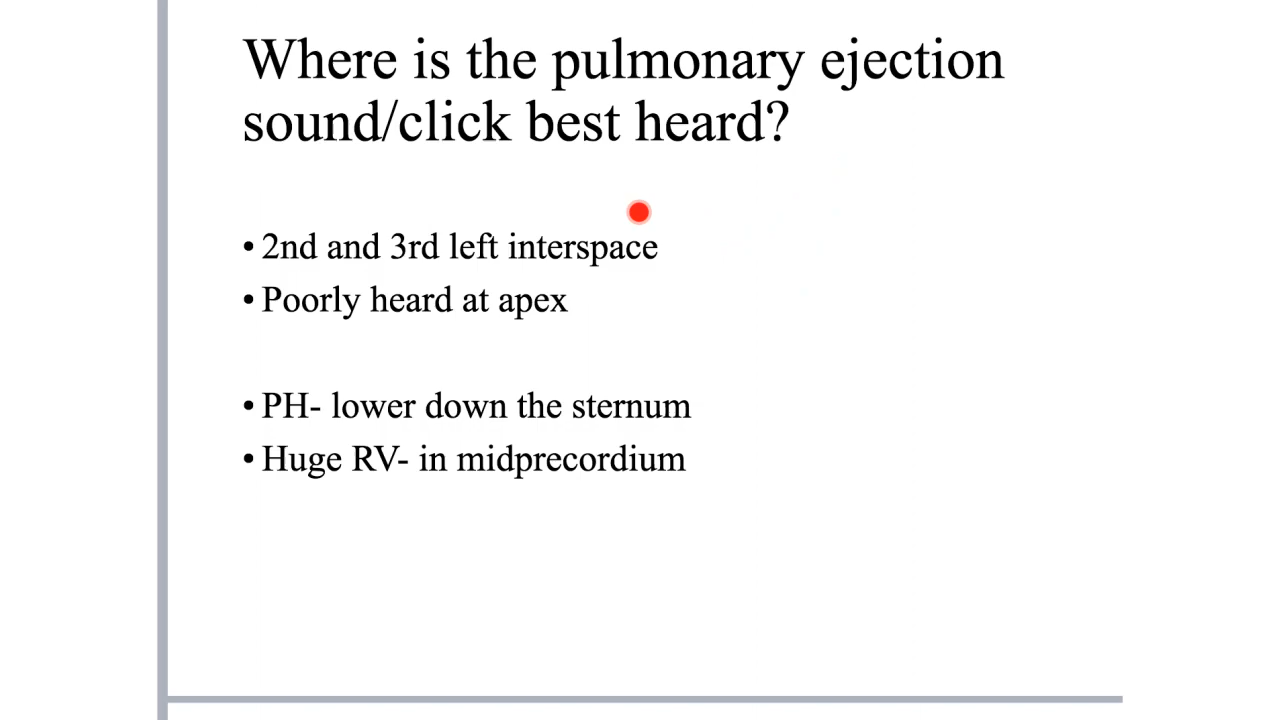 Where is the pulmonary ejection
sound/click best heard?
• 2nd and 3rd left interspace
• Poorly heard at apex
• PH- lower down the sternum
• Huge RV- in midprecordium